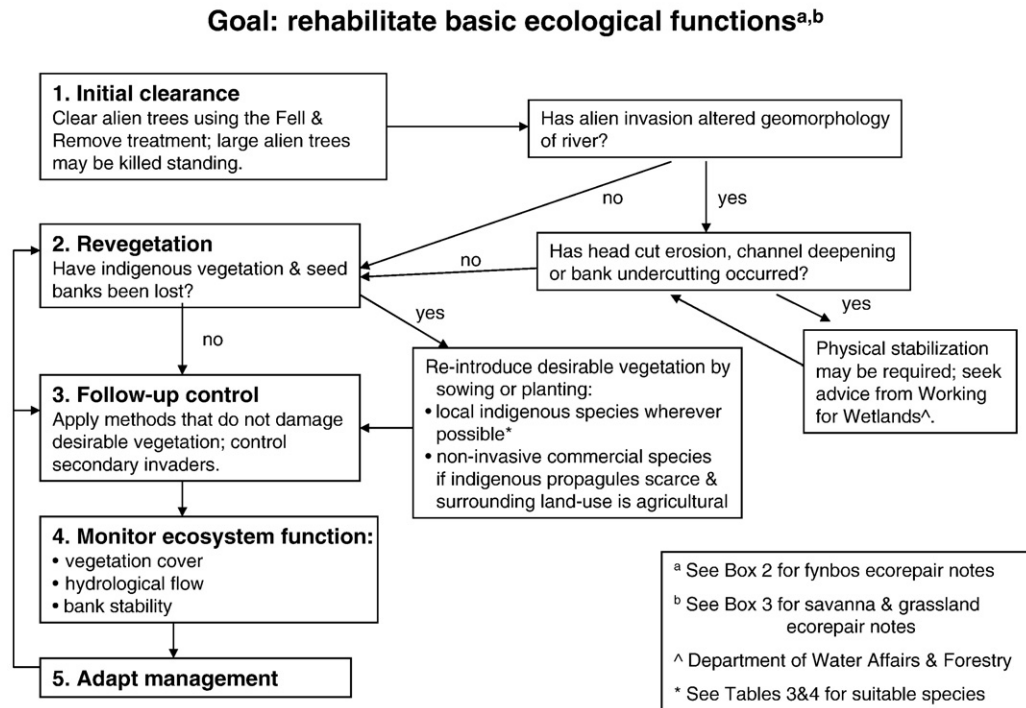 Goal: rehabilitate basic ecological functionsa,b
1. Initial clearance
Clear alien trees using the Fell &
Remove treatment; large alien trees
may be killed standing.
Has alien invasion altered geomorphology
of river?
no
yes
2. Revegetation
Have indigenous vegetation & seed
banks been lost?
no
Has head cut erosion, channel deepening
or bank undercutting occurred?
yes
yes
no
Physical stabilization
may be required; seek
advice from Working
for Wetlands^.
Re-introduce desirable vegetation by
sowing or planting:
• local indigenous species wherever
possible*
• non-invasive commercial species
if indigenous propagules scarce &
surrounding land-use is agricultural
3. Follow-up control
Apply methods that do not damage
desirable vegetation; control
secondary invaders.
4. Monitor ecosystem function:
• vegetation cover
• hydrological flow
• bank stability
5. Adapt management
a See Box 2 for fynbos ecorepair notes
b See Box 3 for savanna & grassland
ecorepair notes
^ Department of Water Affairs & Forestry
* See Tables 3&4 for suitable species